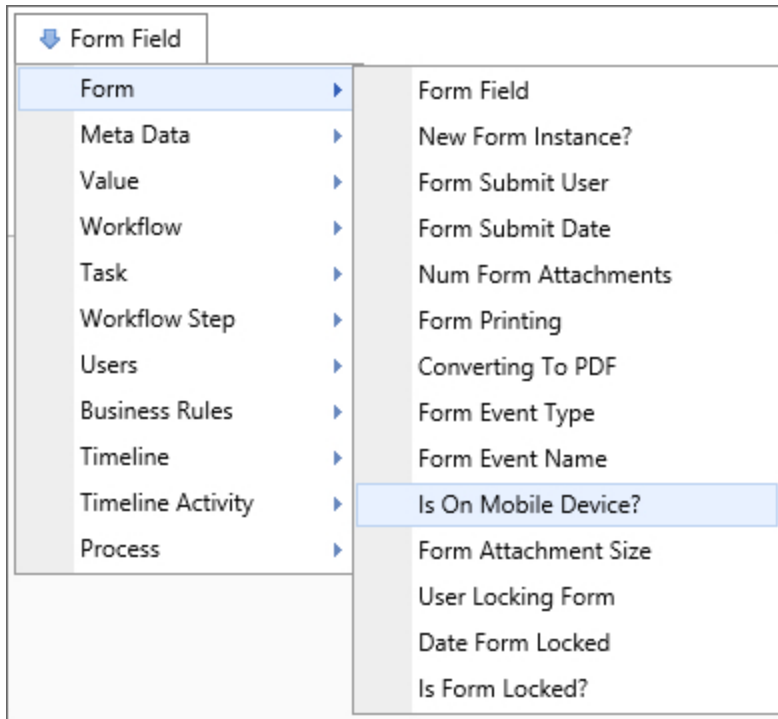 Form Field
Form
Meta Data
Value
Workflow
Task
Workflow Step
Users
Business Rules
Timeline
Timeline Activity
Process
Form Field
New Form Instance?
Form Submit User
Form Submit Date
Num Form Attachments
Form Printing
Converting To PDF
Form Event Type
Form Event Name
Is On Mobile Device?
Form Attachment Size
User Locking Form
Date Form Locked
Is Form Locked?